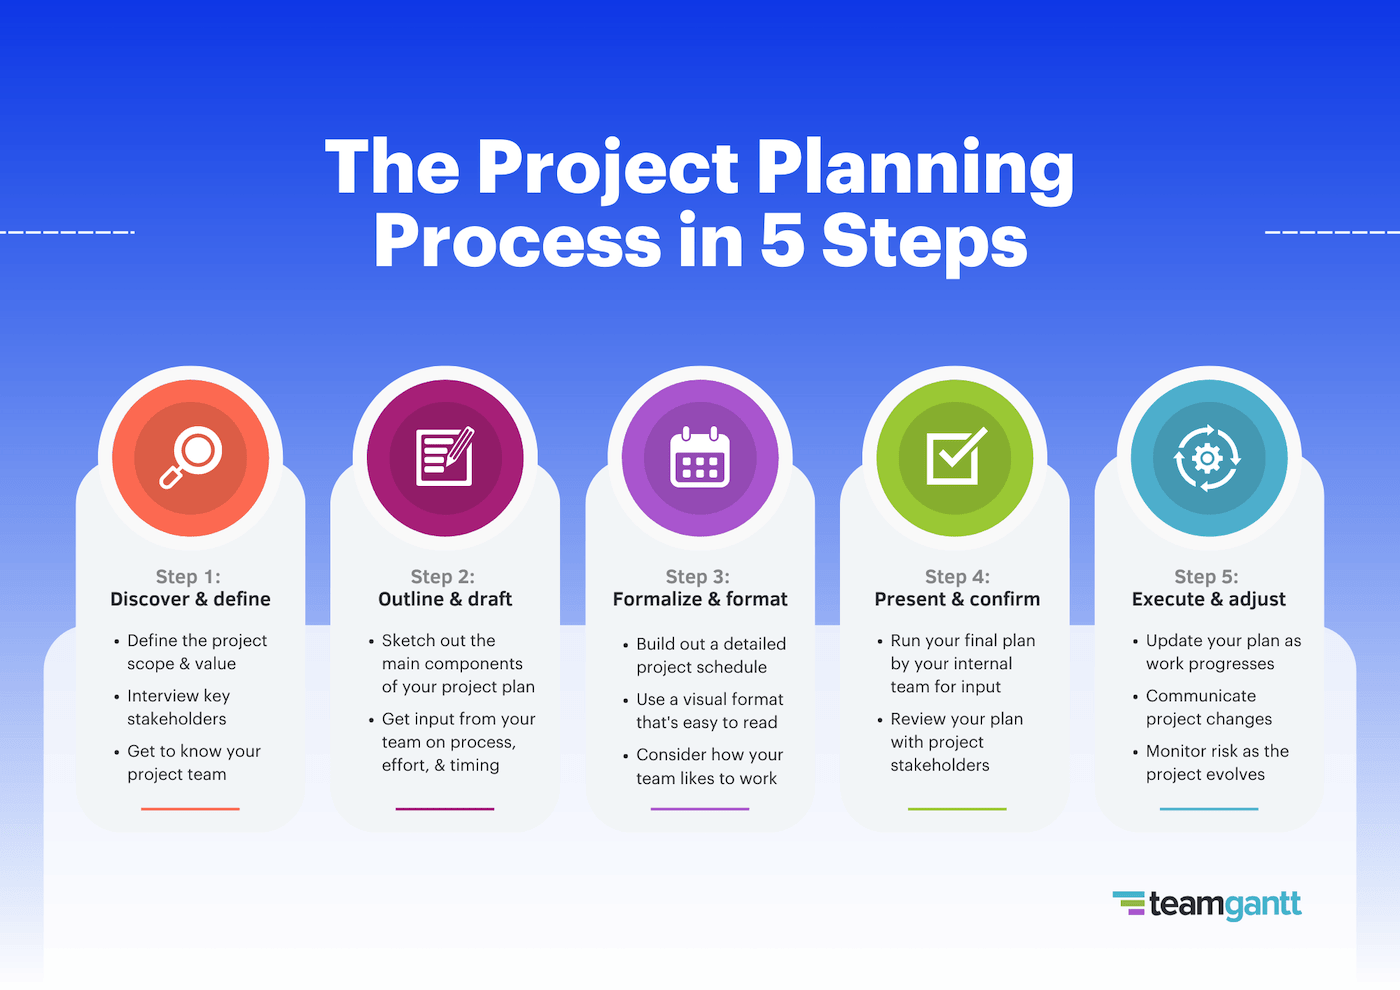 The Project Planning
Process in 5 Steps
Step 1:
Discover & define
• Define the project
scope & value
• Interview key
stakeholders
• Get to know your
project team
Step 2:
Outline & draft
• Sketch out the
main components
of your project plan
• Get input from your
team on process,
effort, & timing
Step 3:
Formalize & format
• Build out a detailed
project schedule
• Use a visual format
that's easy to read
• Consider how your
team likes to work
Step 4:
Present & confirm
• Run your final plan
by your internal
team for input
• Review your plan
with project
stakeholders
Step 5:
Execute & adjust
• Update your plan as
work progresses
• Communicate
project changes
• Monitor risk as the
project evolves
teamgantt